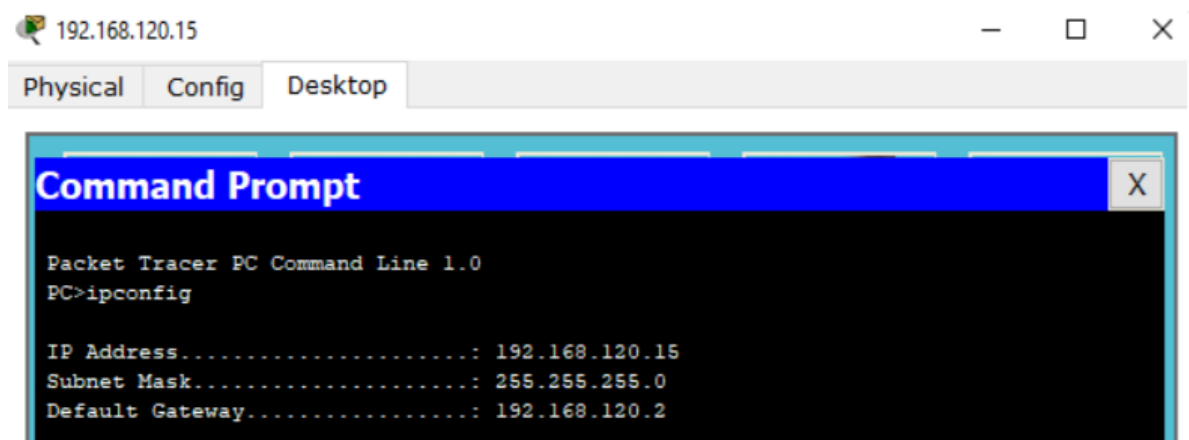 192.168.120.15
Physical Config Desktop
Command Prompt X
Packet Tracer PC Command Line 1.0
PC>ipconfig
IP Address......................: 192.168.120.15
Subnet Mask.....................: 255.255.255.0
Default Gateway.................: 192.168.120.2